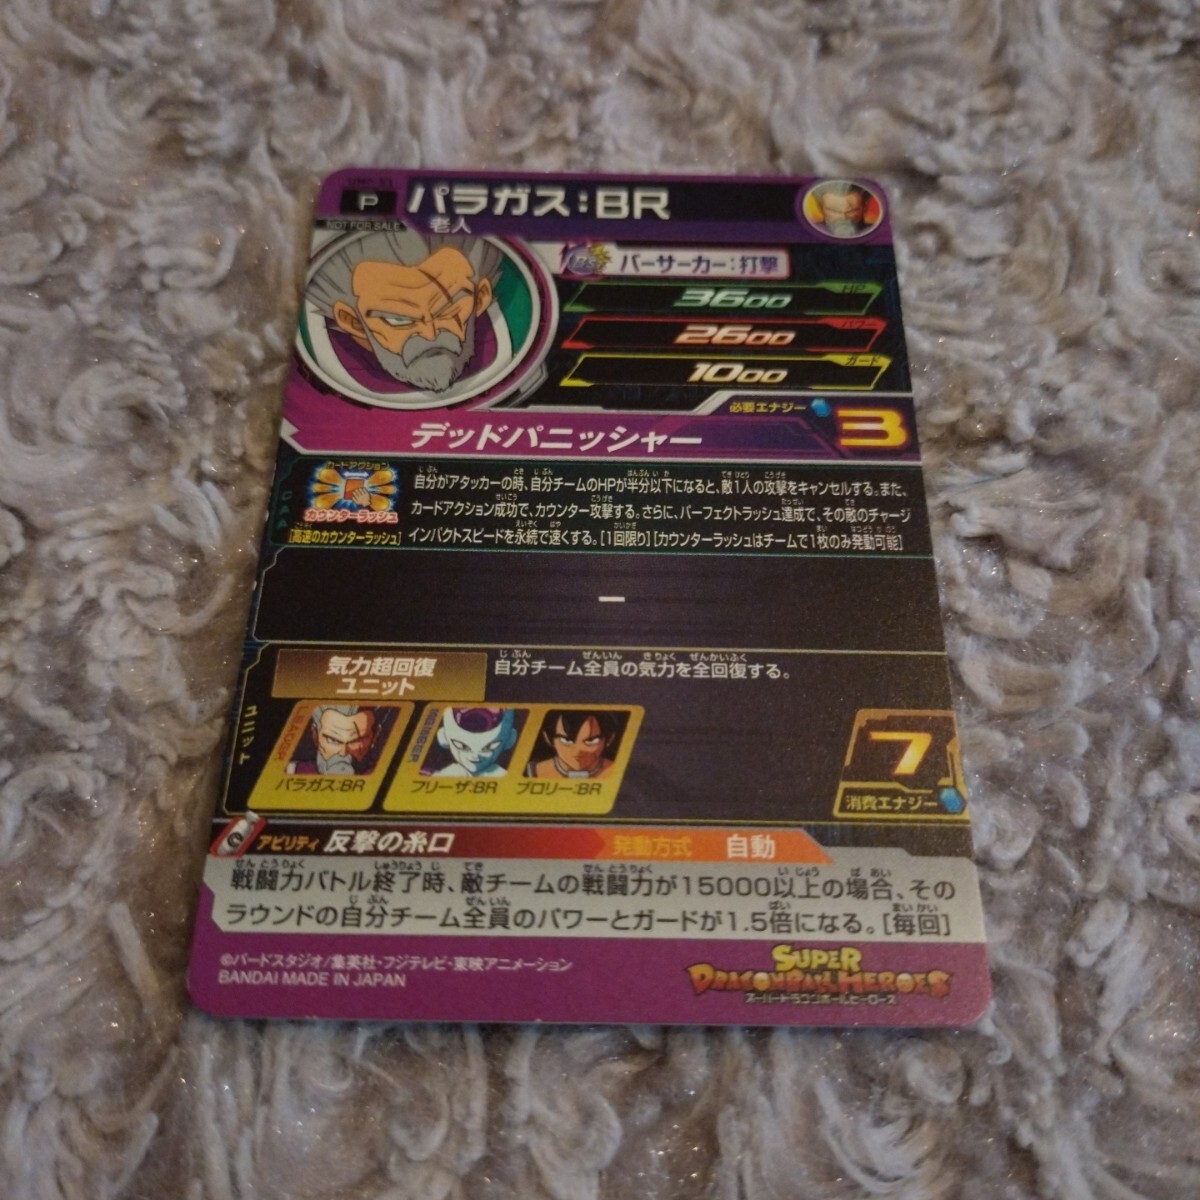 P
パラガス:BR
NOT FOR SALE
老人
バーサーカー:打撃
HP
3600
パワー
2600
ガード
1000
必要エナジー
3
デッドパニッシャー
CAA
カードアクション
カウンターラッシュ
[高速のカウンターラッシュ]
自分がアタッカーの時、自分チームのHPが半分以下になると、敵1人の攻撃をキャンセルする。また、
カードアクション成功で、カウンター攻撃する。さらに、パーフェクトラッシュ達成で、その敵のチャージ
インパクトスピードを永続で速くする。[1回限り][カウンターラッシュはチームで1枚のみ発動可能]
ー
ユニット
気力超回復
ユニット
自分チーム全員の気力を全回復する。
パラガス:BR
フリーザ:BR
ブロリー:BR
7
消費エナジー
アビリティ 反撃の糸口
発動方式 自動
戦闘力バトル終了時、敵チームの戦闘力が15000以上の場合、その
ラウンドの自分チーム全員のパワーとガードが1.5倍になる。[毎回]
©バードスタジオ/集英社・フジテレビ・東映アニメーション
BANDAI MADE IN JAPAN
SUPER
DRAGONBALL HEROES
スーパードラゴンボールヒーローズ